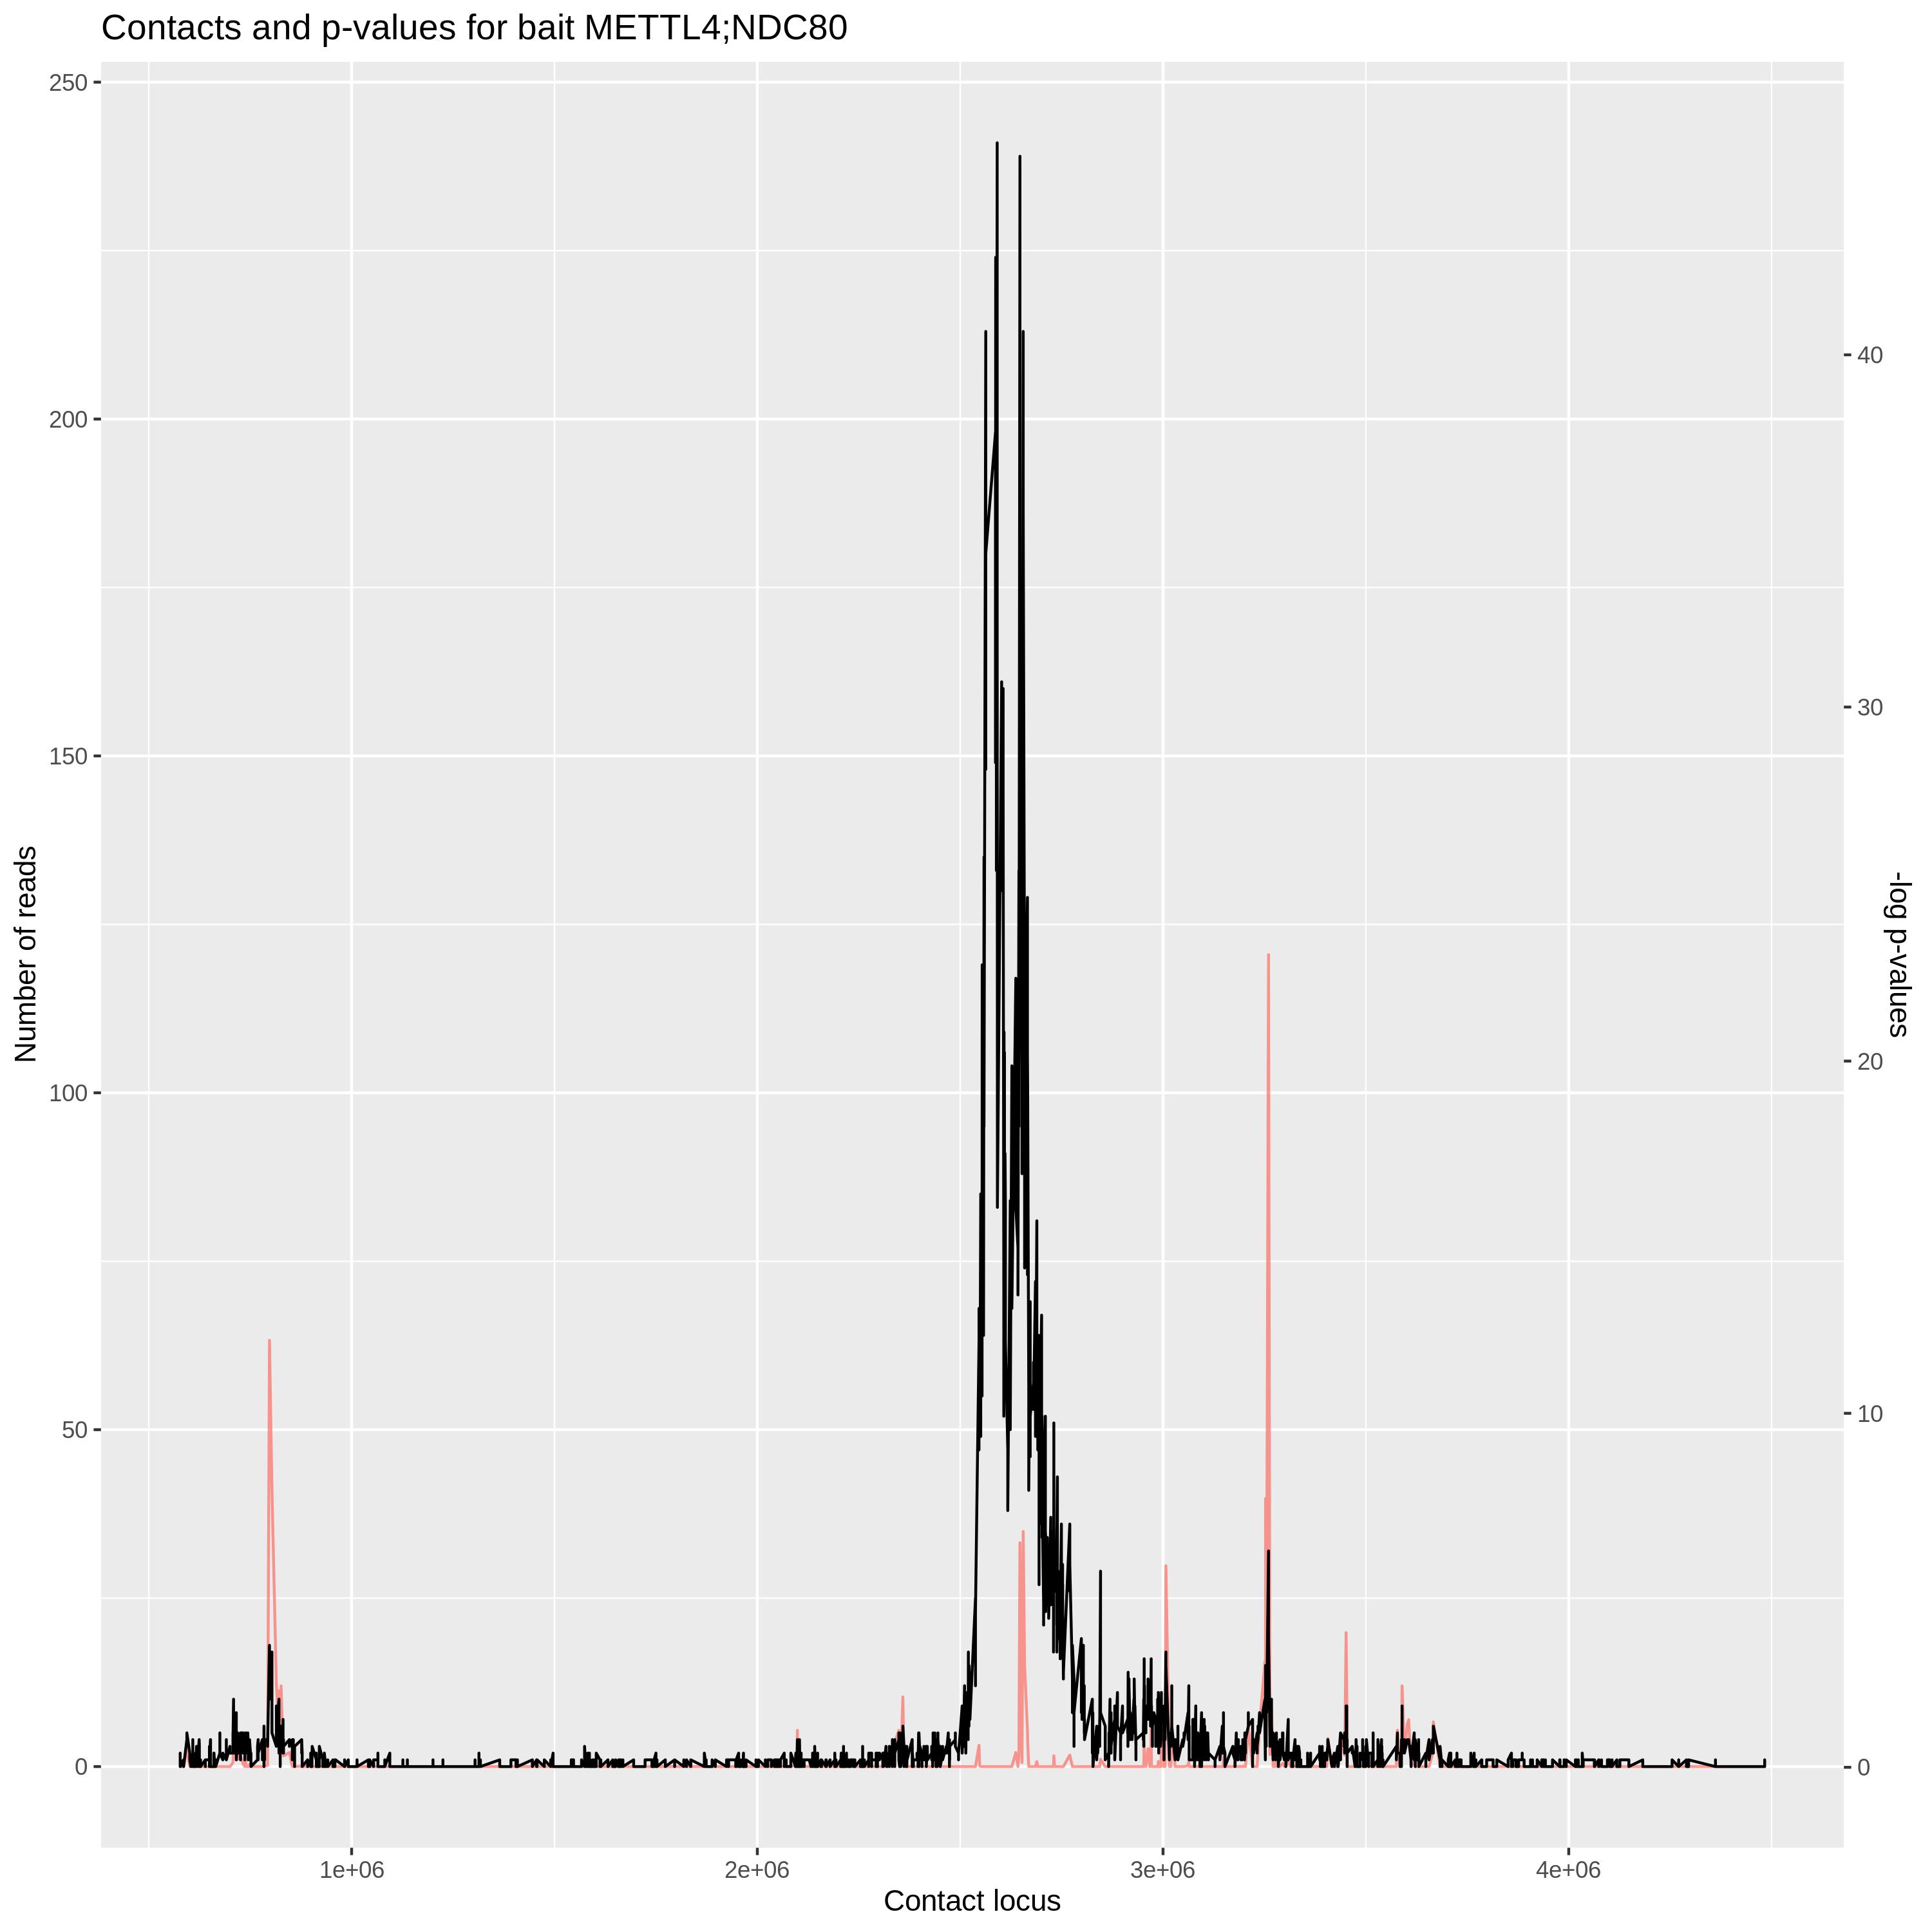 Contacts and p-values for bait METTL4;NDC80
250
200
150
100
50
0
Number of reads
40
30
20
10
0
-log p-values
1e+06
2e+06
3e+06
4e+06
Contact locus